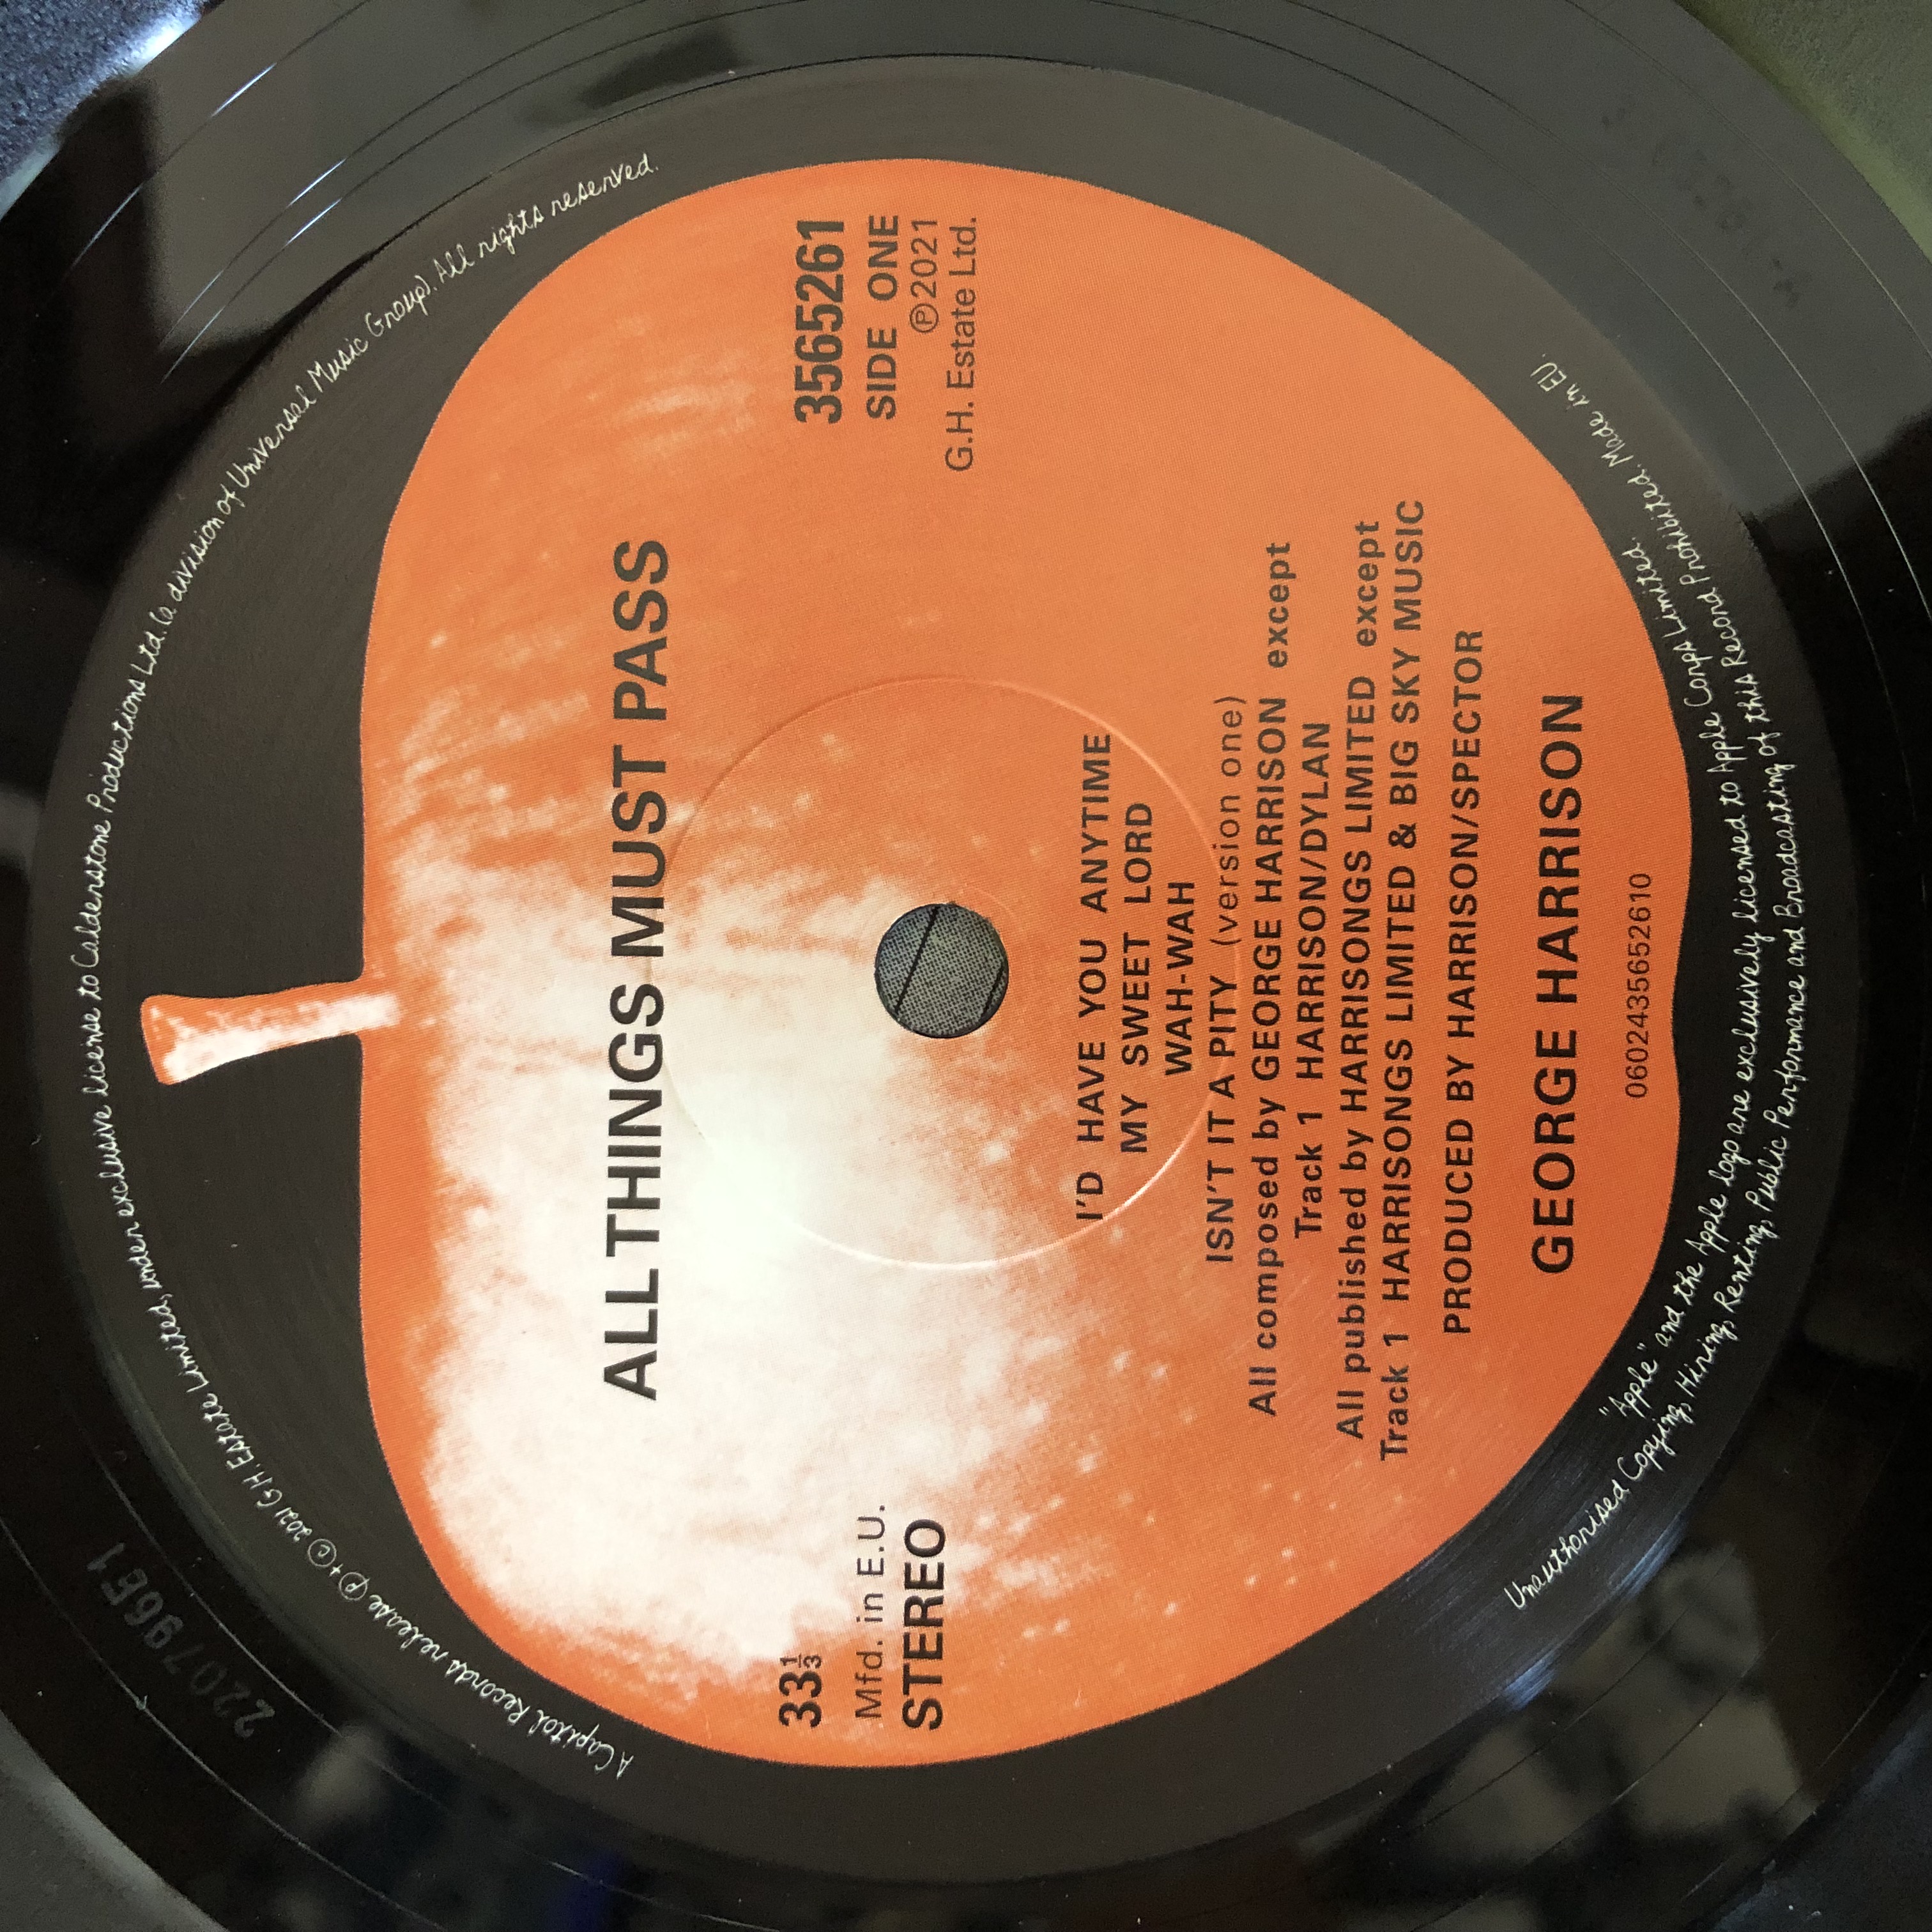 ALL THINGS MUST PASS
33⅓
Mfd. in E.U.
STEREO
3565261
SIDE ONE
℗2021
G.H. Estate Ltd.
I'D HAVE YOU ANYTIME
MY SWEET LORD
WAH-WAH
ISN'T IT A PITY (version one)
All composed by GEORGE HARRISON except
Track 1 HARRISON/DYLAN
All published by HARRISONGS LIMITED except
Track 1 HARRISONGS LIMITED & BIG SKY MUSIC
PRODUCED BY HARRISON/SPECTOR
GEORGE HARRISON
0602435652610
A Capitol Records release ℗+© 2021 G.H. Estate Limited, under exclusive license to Calderstone Productions Ltd. (a division of Universal Music Group). All rights reserved.
"Apple" and the Apple logo are exclusively licensed to Apple Corps Limited.
Unauthorised Copying, Hiring, Renting, Public Performance and Broadcasting of this Record Prohibited. Made in EU.
220796E1